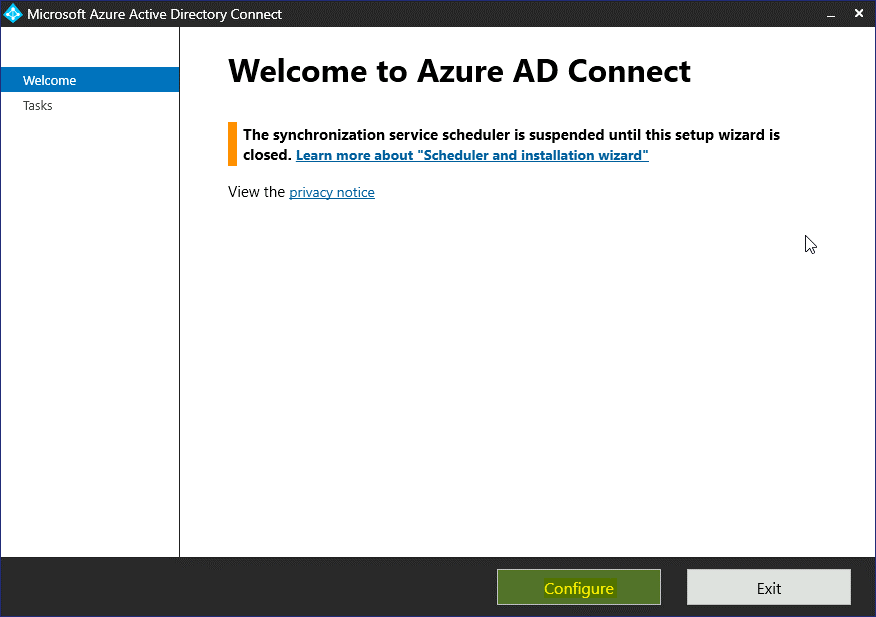 Microsoft Azure Active Directory Connect
Welcome
Tasks
Welcome to Azure AD Connect
The synchronization service scheduler is suspended until this setup wizard is
closed. Learn more about "Scheduler and installation wizard"
View the privacy notice
Configure
Exit